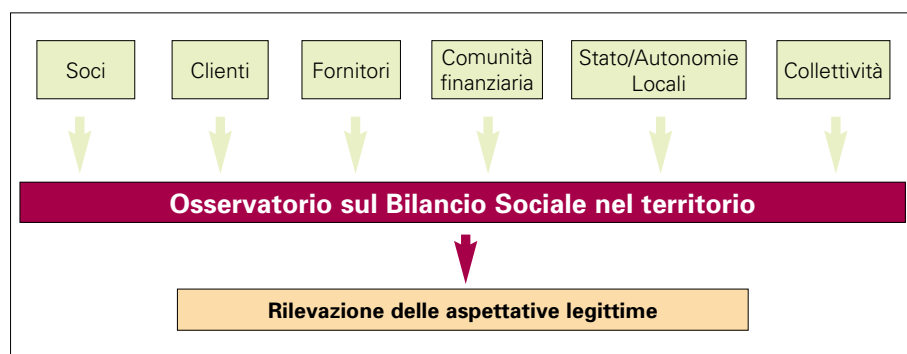 Soci
Clienti
Fornitori
Comunità
finanziaria
Stato/Autonomie
Locali
Collettività
Osservatorio sul Bilancio Sociale nel territorio
Rilevazione delle aspettative legittime